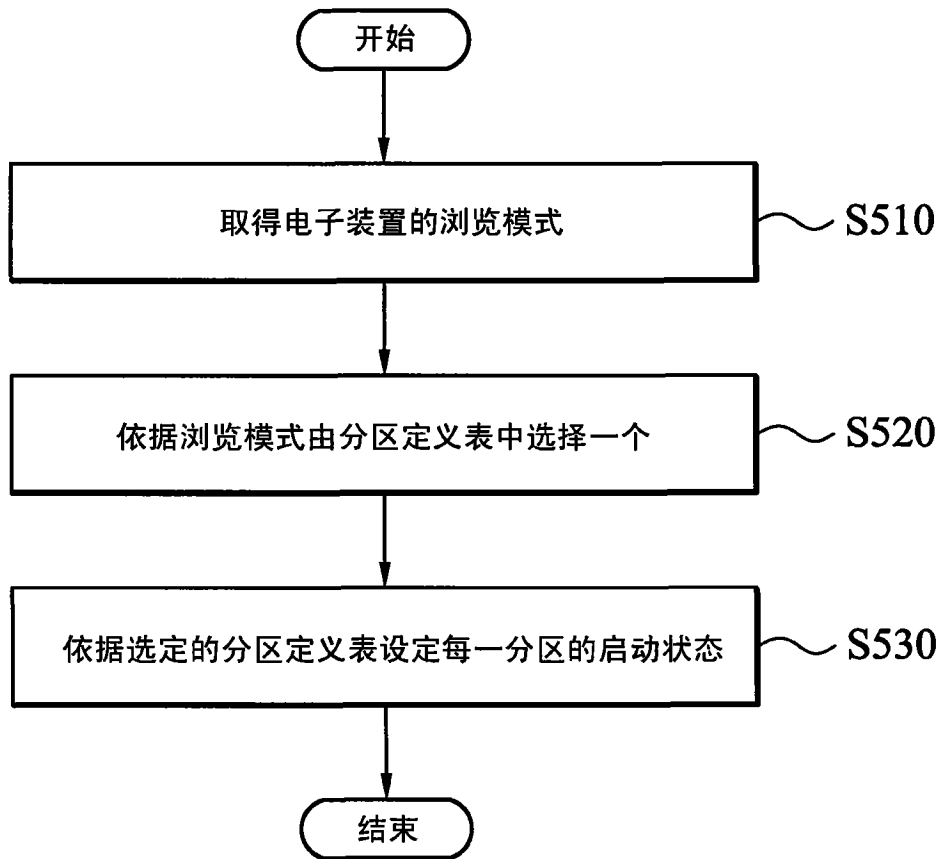 开始
取得电子装置的浏览模式
S510
依据浏览模式由分区定义表中选择一个
S520
依据选定的分区定义表设定每一分区的启动状态
S530
结束